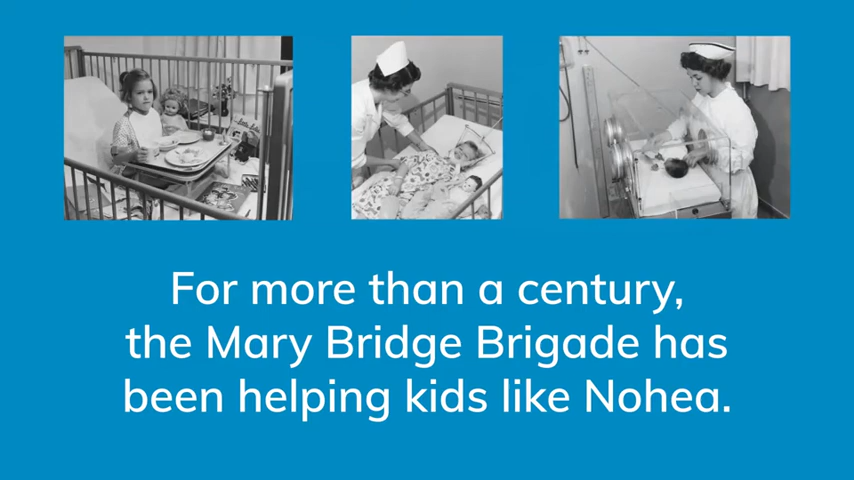 For more than a century,
the Mary Bridge Brigade has
been helping kids like Nohea.